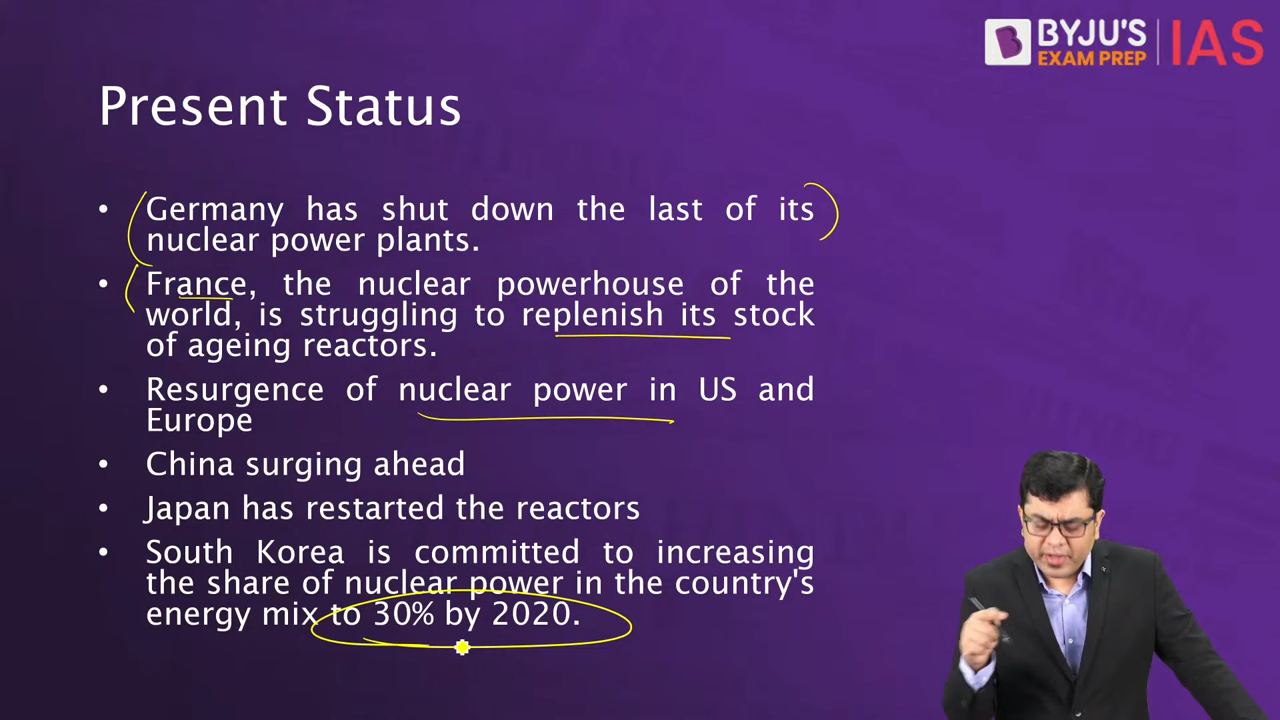 BYJU'S
EXAM PREP
IAS
Present Status
• Germany has shut down the last of its
nuclear power plants.
• France, the nuclear powerhouse of the
world, is struggling to replenish its stock
of ageing reactors.
• Resurgence of nuclear power in US and
Europe
• China surging ahead
• Japan has restarted the reactors
• South Korea is committed to increasing
the share of nuclear power in the country's
energy mix to 30% by 2020.